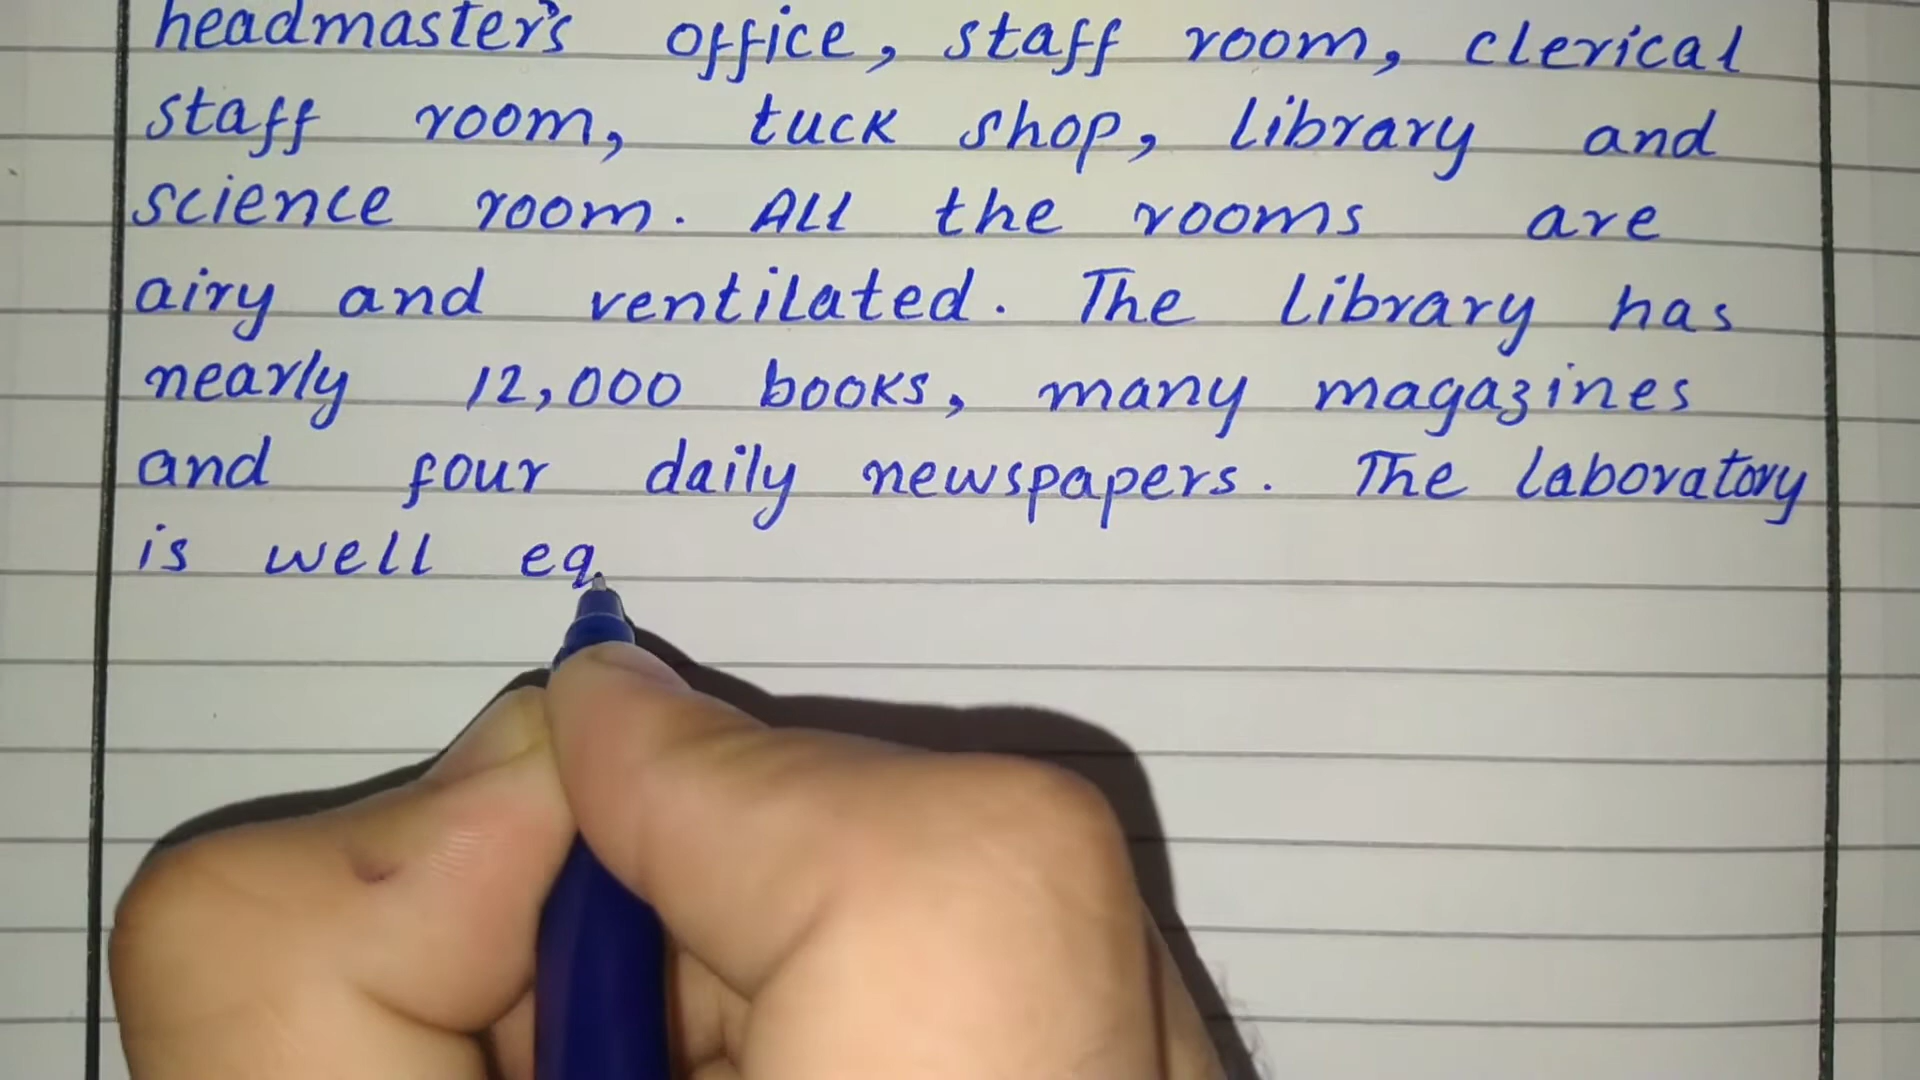 headmaster's office, staff room, clerical
staff room, tuck shop, library and
science room. All the rooms are
airy and ventilated. The library has
nearly 12,000 books, many magazines
and four daily newspapers. The laboratory
is well eq